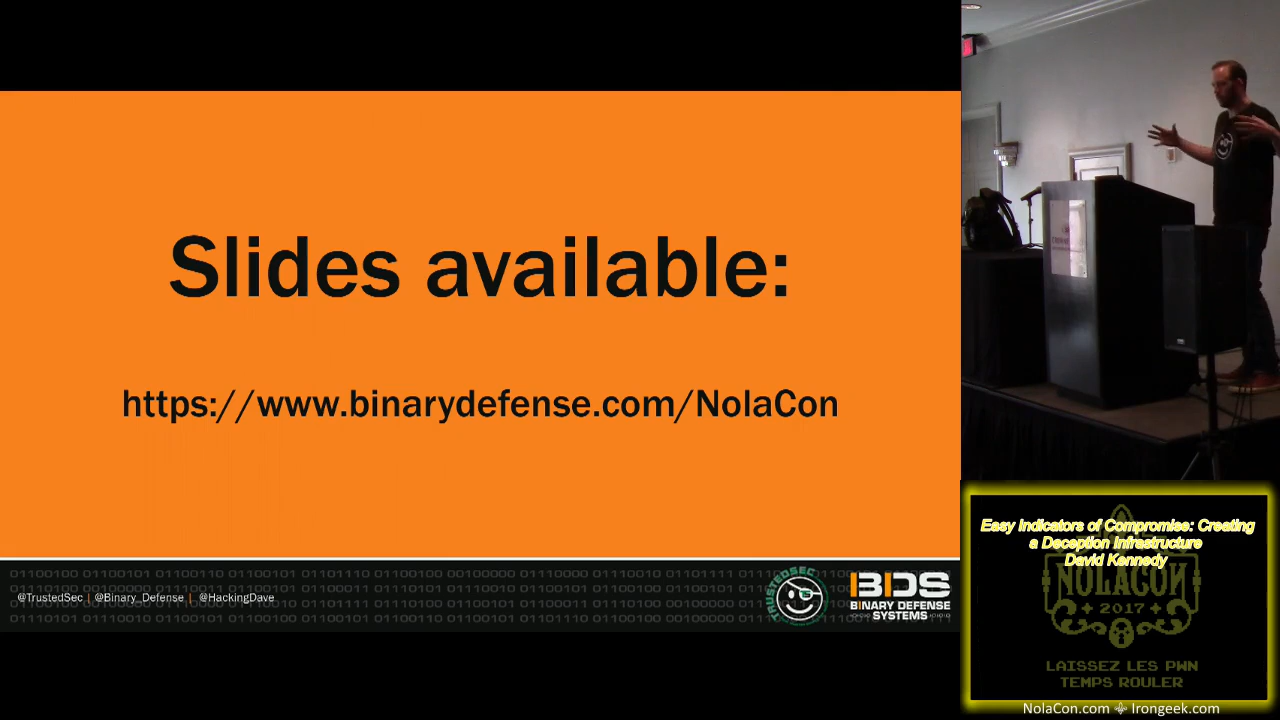 Slides available:
https://www.binarydefense.com/NolaCon
@TrustedSec | @Binary_Defense | @HackingDave
TRUSTEDSEC
BDS
BINARY DEFENSE
SYSTEMS
Easy Indicators of Compromise: Creating
a Deception Infrastructure
David Kennedy
NOLACON
2017
LAISSEZ LES PWN
TEMPS ROULER
NolaCon.com Irongeek.com